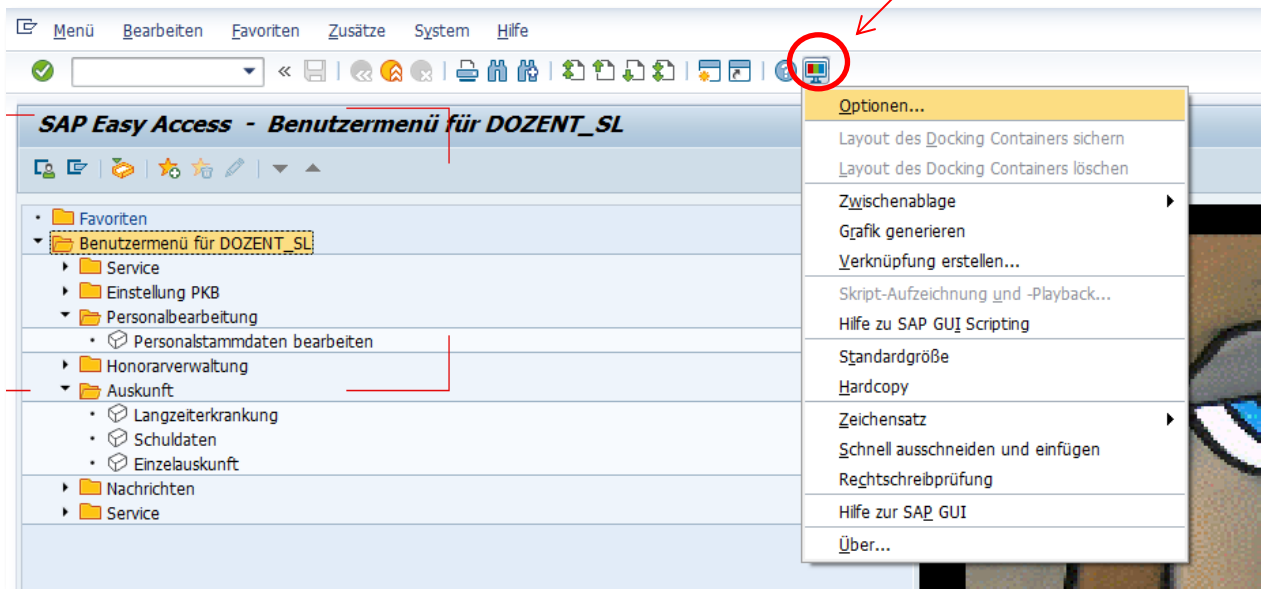 Menü Bearbeiten Favoriten Zusätze System Hilfe
SAP Easy Access - Benutzermenü für DOZENT_SL
Favoriten
Benutzermenü für DOZENT_SL
Service
Einstellung PKB
Personalbearbeitung
Personalstammdaten bearbeiten
Honorarverwaltung
Auskunft
Langzeiterkrankung
Schuldaten
Einzelauskunft
Nachrichten
Service
Optionen...
Layout des Docking Containers sichern
Layout des Docking Containers löschen
Zwischenablage
Grafik generieren
Verknüpfung erstellen...
Skript-Aufzeichnung und -Playback...
Hilfe zu SAP GUI Scripting
Standardgröße
Hardcopy
Zeichensatz
Schnell ausschneiden und einfügen
Rechtschreibprüfung
Hilfe zur SAP GUI
Über...